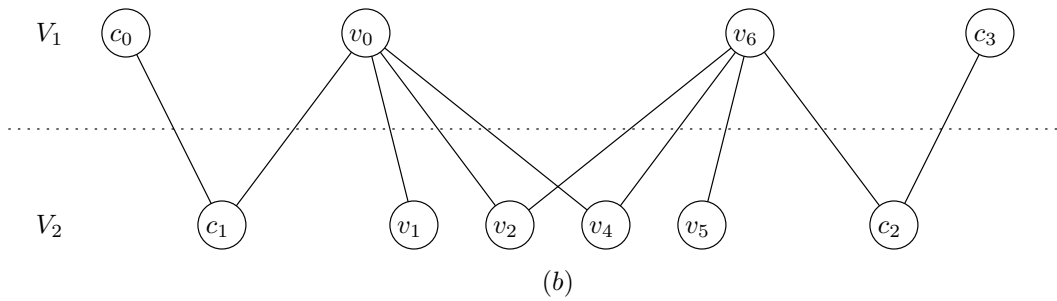 V₁ c₀ v₀ v₆ c₃
V₂ c₁ v₁ v₂ v₄ v₅ c₂
(b)